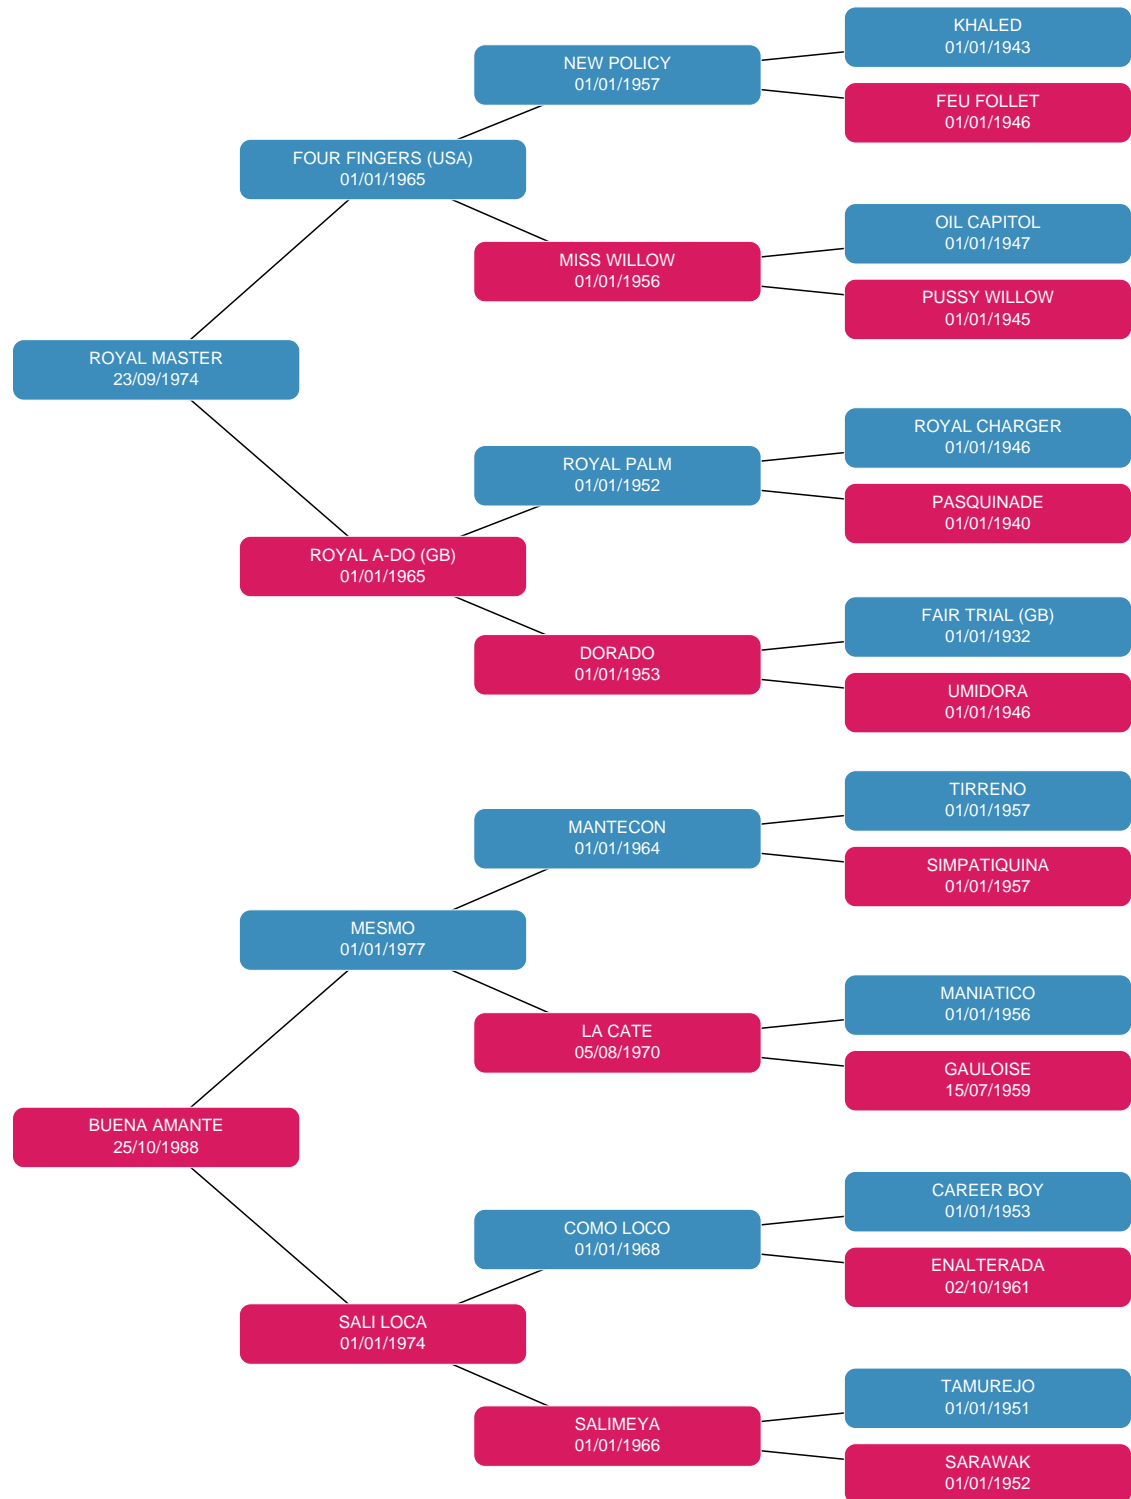 KHALED
01/01/1943
NEW POLICY
01/01/1957
FEU FOLLET
01/01/1946
FOUR FINGERS (USA)
01/01/1965
OIL CAPITOL
01/01/1947
MISS WILLOW
01/01/1956
PUSSY WILLOW
01/01/1945
ROYAL MASTER
23/09/1974
ROYAL CHARGER
01/01/1946
ROYAL PALM
01/01/1952
PASQUINADE
01/01/1940
ROYAL A-DO (GB)
01/01/1965
FAIR TRIAL (GB)
01/01/1932
DORADO
01/01/1953
UMIDORA
01/01/1946
TIRRENO
01/01/1957
MANTECON
01/01/1964
SIMPATIQUINA
01/01/1957
MESMO
01/01/1977
MANIATICO
01/01/1956
LA CATE
05/08/1970
GAULOISE
15/07/1959
BUENA AMANTE
25/10/1988
CAREER BOY
01/01/1953
COMO LOCO
01/01/1968
ENALTERADA
02/10/1961
SALI LOCA
01/01/1974
TAMUREJO
01/01/1951
SALIMEYA
01/01/1966
SARAWAK
01/01/1952